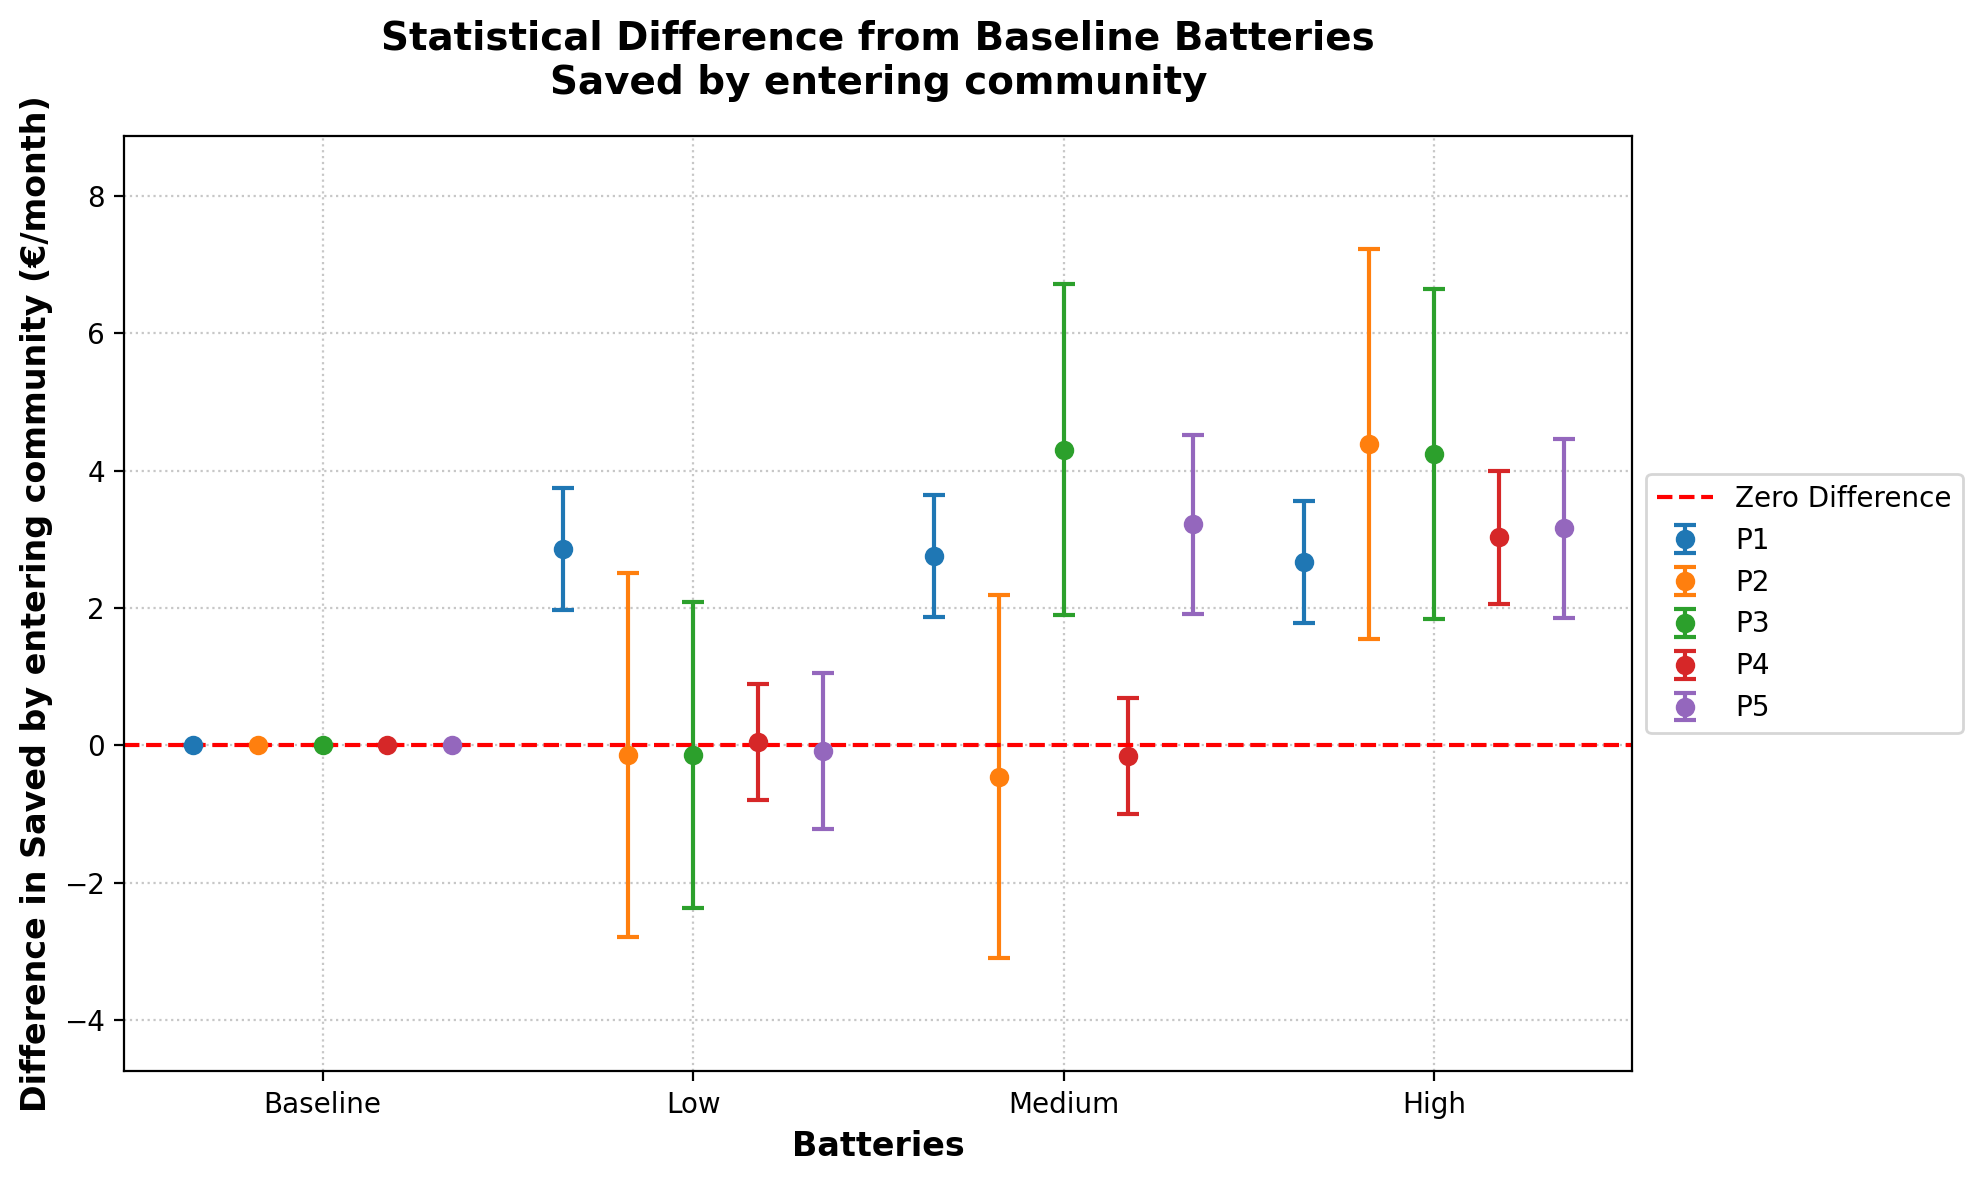 Statistical Difference from Baseline Batteries
Saved by entering community
Difference in Saved by entering community (€/month)
8
6
4
2
0
−2
−4
Baseline
Low
Medium
High
Batteries
Zero Difference
P1
P2
P3
P4
P5